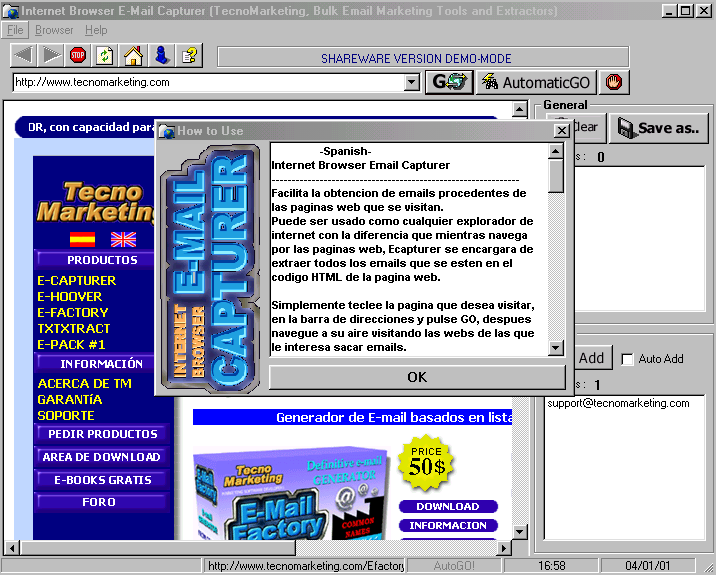 Internet Browser E-Mail Capturer (TecnoMarketing, Bulk Email Marketing Tools and Extractors)
File Browser Help
STOP
SHAREWARE VERSION DEMO-MODE
http://www.tecnomarketing.com
GO
AutomaticGO
OR, con capacidad para
Tecno
Marketing
PRODUCTOS
E-CAPTURER
E-HOOVER
E-FACTORY
TXTXTRACT
E-PACK #1
INFORMACIÓN
ACERCA DE TM
GARANTíA
SOPORTE
PEDIR PRODUCTOS
AREA DE DOWNLOAD
E-BOOKS GRATIS
FORO
How to Use
INTERNET
BROWSER
E-MAIL
CAPTURER
-Spanish-
Internet Browser Email Capturer
--------------------------------------------------------------
Facilita la obtencion de emails procedentes de
las paginas web que se visitan.
Puede ser usado como cualquier explorador de
internet con la diferencia que mientras navega
por las paginas web, Ecapturer se encargara de
extraer todos los emails que se esten en el
codigo HTML de la pagina web.
Simplemente teclee la pagina que desea visitar,
en la barra de direcciones y pulse GO, despues
navegue a su aire visitando las webs de las que
le interesa sacar emails.
OK
Generador de E-mail basados en lista
Tecno
Marketing
Definitive e-mail
GENERATOR
E-Mail
Factory
COMMON
NAMES
PRICE
50$
DOWNLOAD
INFORMACION
General
Clear
Save as..
s : 0
Add
Auto Add
s : 1
support@tecnomarketing.com
http://www.tecnomarketing.com/Efactory
AutoGO!
16:58
04/01/01